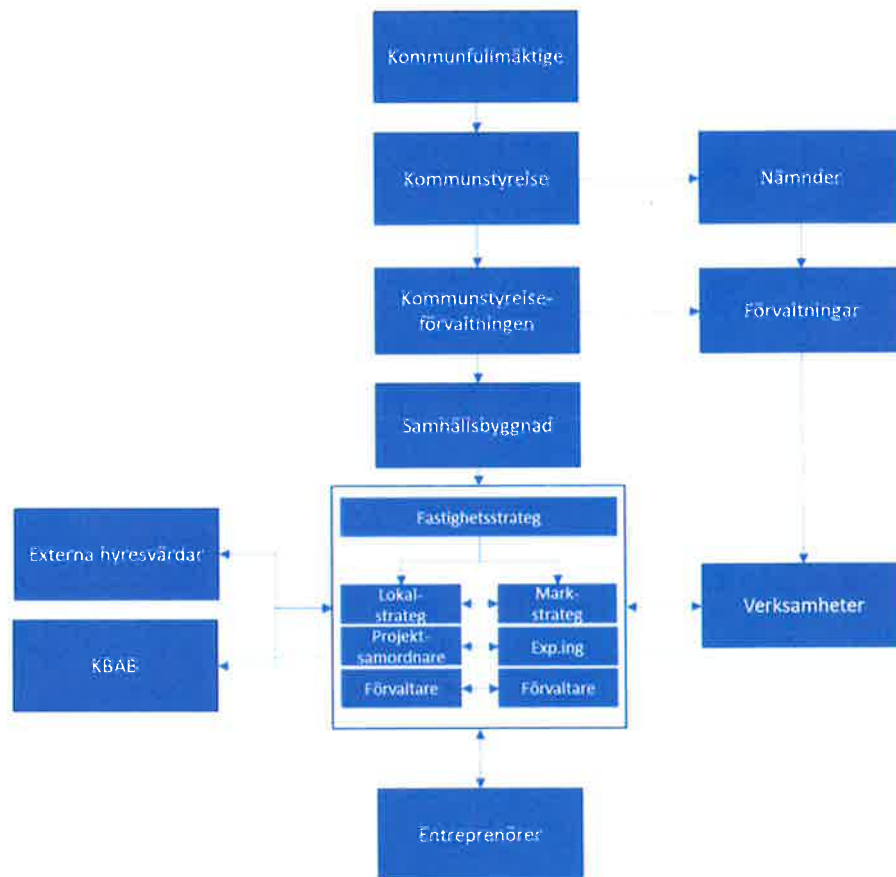 Kommunfullmäktige
Kommunstyrelse
Nämnder
Kommunstyrelse-
förvaltningen
Förvaltningar
Samhällsbyggnad
Fastighetsstrateg
Externa hyresvärdar
Lokal-
strateg
Mark-
strateg
Verksamheter
Projekt-
samordnare
Exp.ing
KBAB
Förvaltare
Förvaltare
Entreprenörer